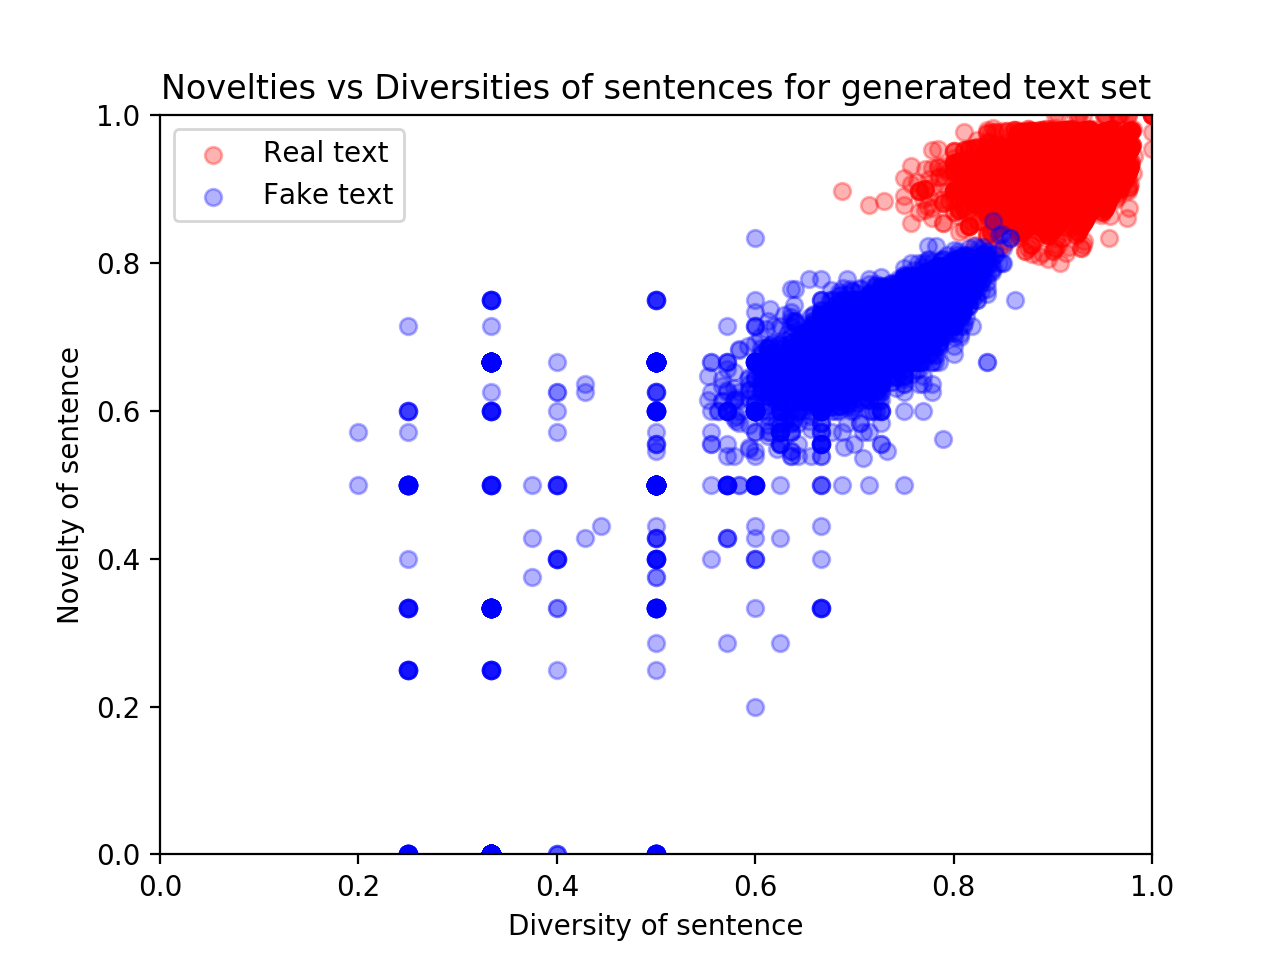 Novelties vs Diversities of sentences for generated text set
Real text
Fake text
1.0
0.8
0.6
0.4
0.2
0.0
Novelty of sentence
0.0 0.2 0.4 0.6 0.8 1.0
Diversity of sentence